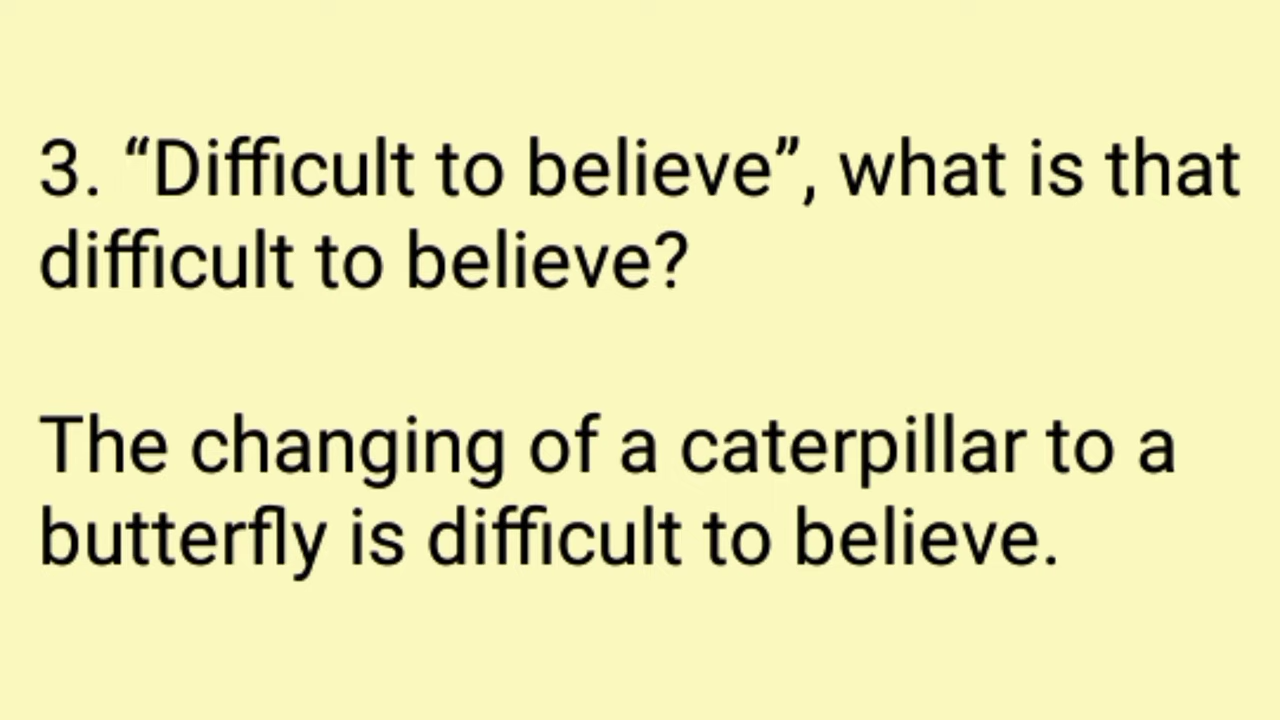 3. “Difficult to believe”, what is that
difficult to believe?
The changing of a caterpillar to a
butterfly is difficult to believe.